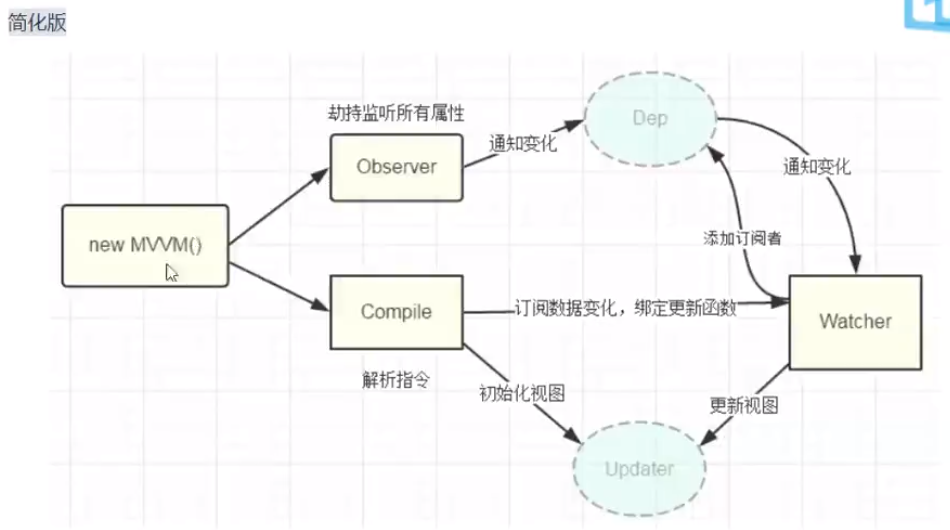 简化版
劫持监听所有属性
Observer
通知变化
Dep
通知变化
new MVVM()
添加订阅者
Compile
订阅数据变化，绑定更新函数
Watcher
解析指令
初始化视图
更新视图
Updater